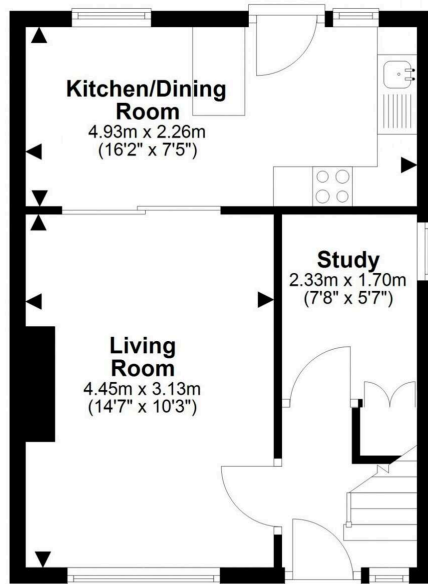 Kitchen/Dining
Room
4.93m x 2.26m
(16'2" x 7'5")
Study
2.33m x 1.70m
(7'8" x 5'7")
Living
Room
4.45m x 3.13m
(14'7" x 10'3")